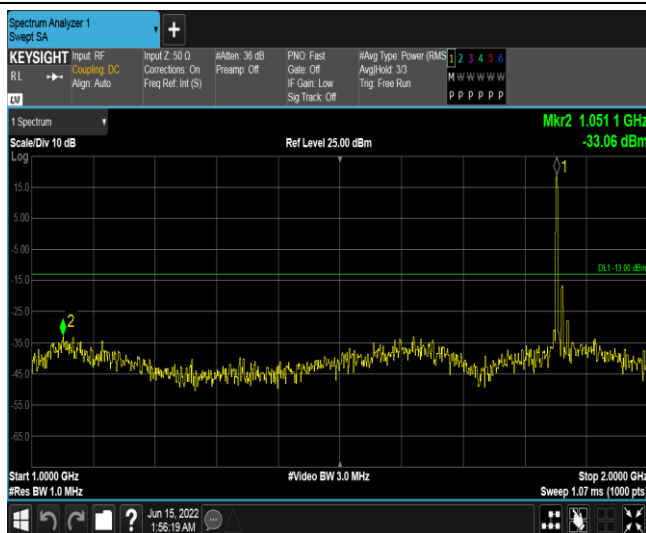 Spectrum Analyzer 1
Swept SA
+
KEYSIGHT Input: RF Input Z: 50 Ω #Atten: 36 dB PNO: Fast #Avg Type: Power (RMS 1 2 3 4 5 6
RL Coupling: DC Corrections: On Preamp: Off Gate: Off Avg|Hold: 3/3 M W W W W W
Align: Auto Freq Ref: Int (S) IF Gain: Low Trig: Free Run
LXI Sig Track: Off P P P P P P
1 Spectrum Mkr2 1.051 1 GHz
Scale/Div 10 dB Ref Level 25.00 dBm -33.06 dBm
Log
1
15.0
5.00
-5.00
DL1 -13.00 dBm
-15.0
-25.0
2
-35.0
-45.0
-55.0
-65.0
Start 1.0000 GHz #Video BW 3.0 MHz Stop 2.0000 GHz
#Res BW 1.0 MHz Sweep 1.07 ms (1000 pts)
? Jun 15, 2022
1:56:19 AM